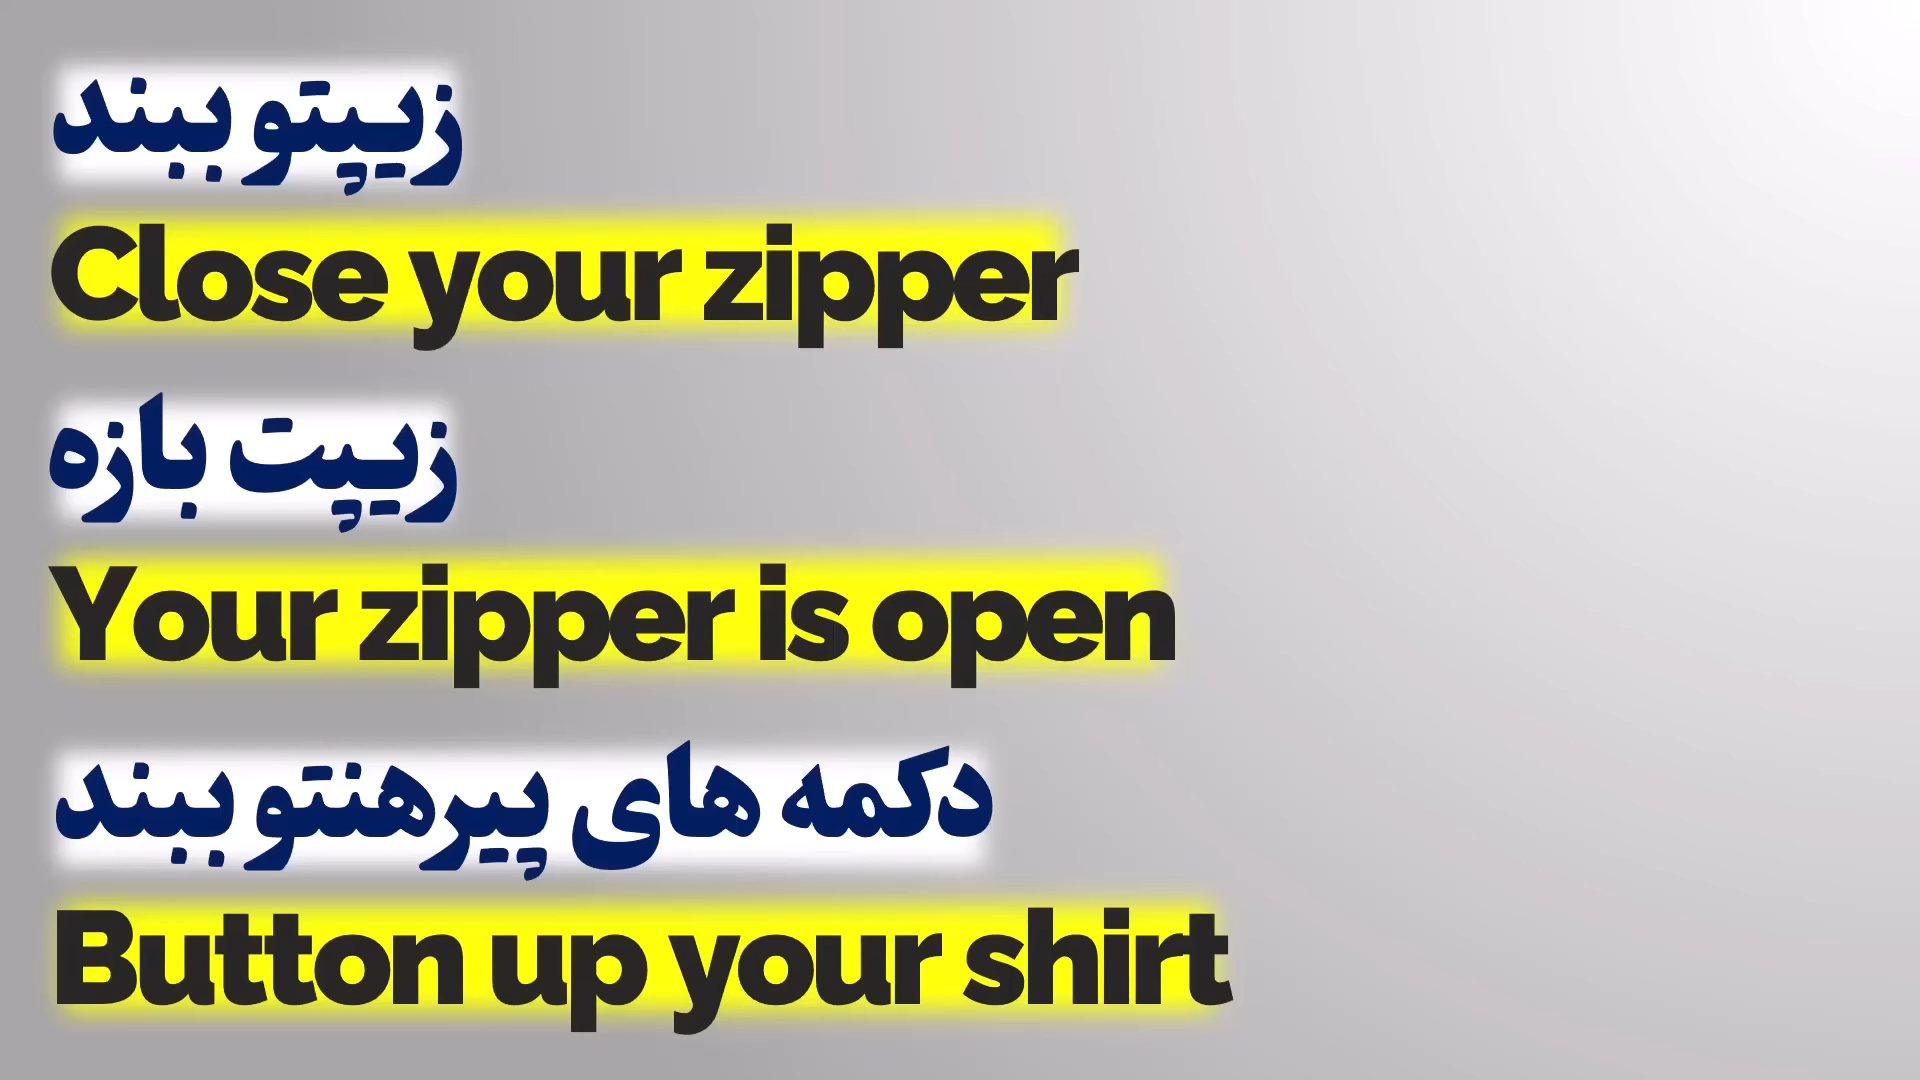 زیپتو ببند
Close your zipper
زیپت بازه
Your zipper is open
دکمه های پیرهنتو ببند
Button up your shirt